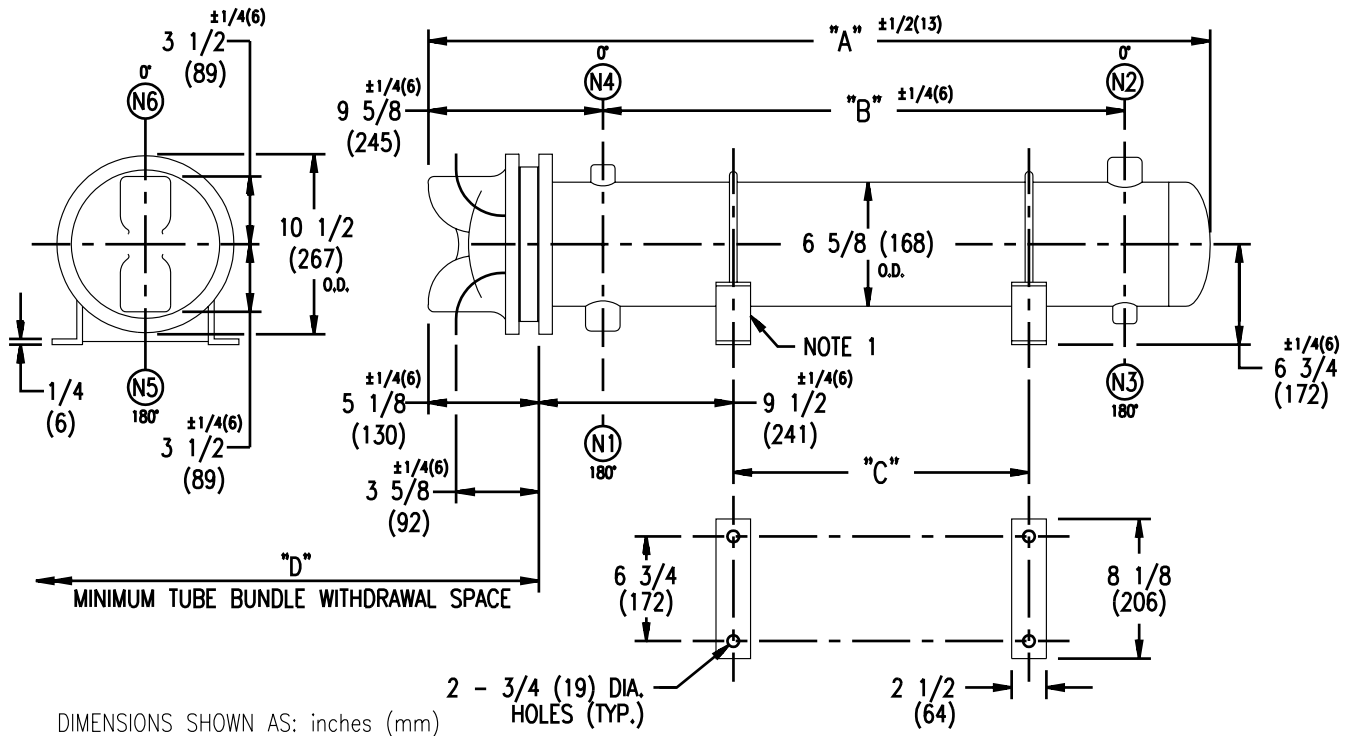 ±1/4(6)
3 1/2
(89)
0°
N6
10 1/2
(267)
O.D.
1/4
(6)
N5
180°
±1/4(6)
3 1/2
(89)
"A" ±1/2(13)
±1/4(6)
9 5/8
(245)
0°
N4
"B" ±1/4(6)
0°
N2
6 5/8 (168)
O.D.
NOTE 1
±1/4(6)
6 3/4
(172)
N3
180°
±1/4(6)
5 1/8
(130)
N1
180°
±1/4(6)
9 1/2
(241)
±1/4(6)
3 5/8
(92)
"C"
"D"
MINIMUM TUBE BUNDLE WITHDRAWAL SPACE
6 3/4
(172)
8 1/8
(206)
2 - 3/4 (19) DIA.
HOLES (TYP.)
2 1/2
(64)
DIMENSIONS SHOWN AS: inches (mm)